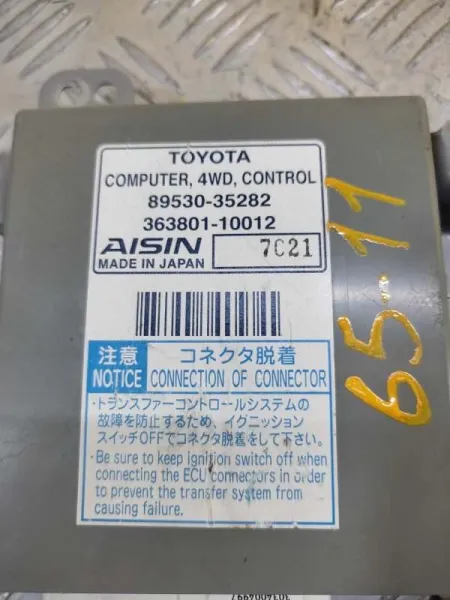 TOYOTA
COMPUTER, 4WD, CONTROL
89530-35282
363801-10012
AISIN
MADE IN JAPAN
7C21
65-11
注意 コネクタ脱着
NOTICE CONNECTION OF CONNECTOR
・トランスファーコントロールシステムの
故障を防止するため、イグニッション
スイッチOFFでコネクタ脱着をして下さい。
・Be sure to keep ignition switch off when
connecting the ECU connectors in order
to prevent the transfer system from
causing failure.